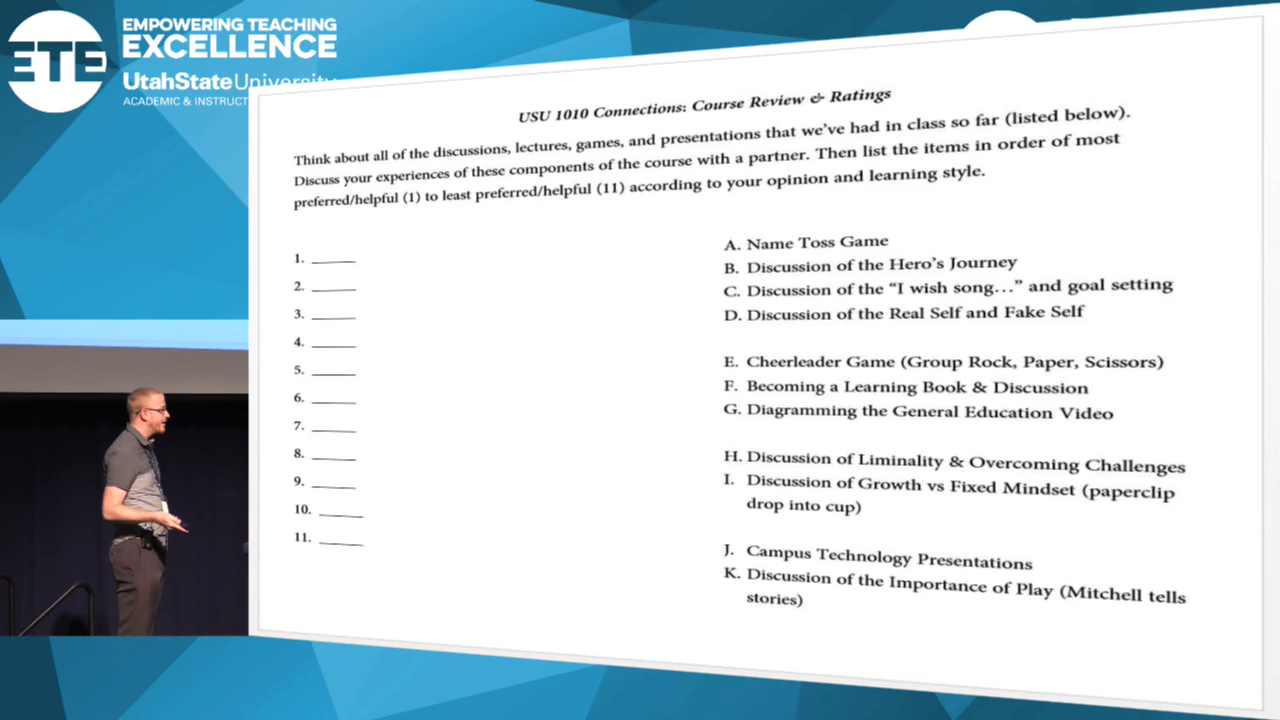 ETE
EMPOWERING TEACHING
EXCELLENCE
UtahState University
ACADEMIC & INSTRUCT
USU 1010 Connections: Course Review & Ratings
Think about all of the discussions, lectures, games, and presentations that we've had in class so far (listed below).
Discuss your experiences of these components of the course with a partner. Then list the items in order of most
preferred/helpful (1) to least preferred/helpful (11) according to your opinion and learning style.
1. _____
2. _____
3. _____
4. _____
5. _____
6. _____
7. _____
8. _____
9. _____
10. _____
11. _____
A. Name Toss Game
B. Discussion of the Hero's Journey
C. Discussion of the “I wish song…” and goal setting
D. Discussion of the Real Self and Fake Self
E. Cheerleader Game (Group Rock, Paper, Scissors)
F. Becoming a Learning Book & Discussion
G. Diagramming the General Education Video
H. Discussion of Liminality & Overcoming Challenges
I. Discussion of Growth vs Fixed Mindset (paperclip
drop into cup)
J. Campus Technology Presentations
K. Discussion of the Importance of Play (Mitchell tells
stories)